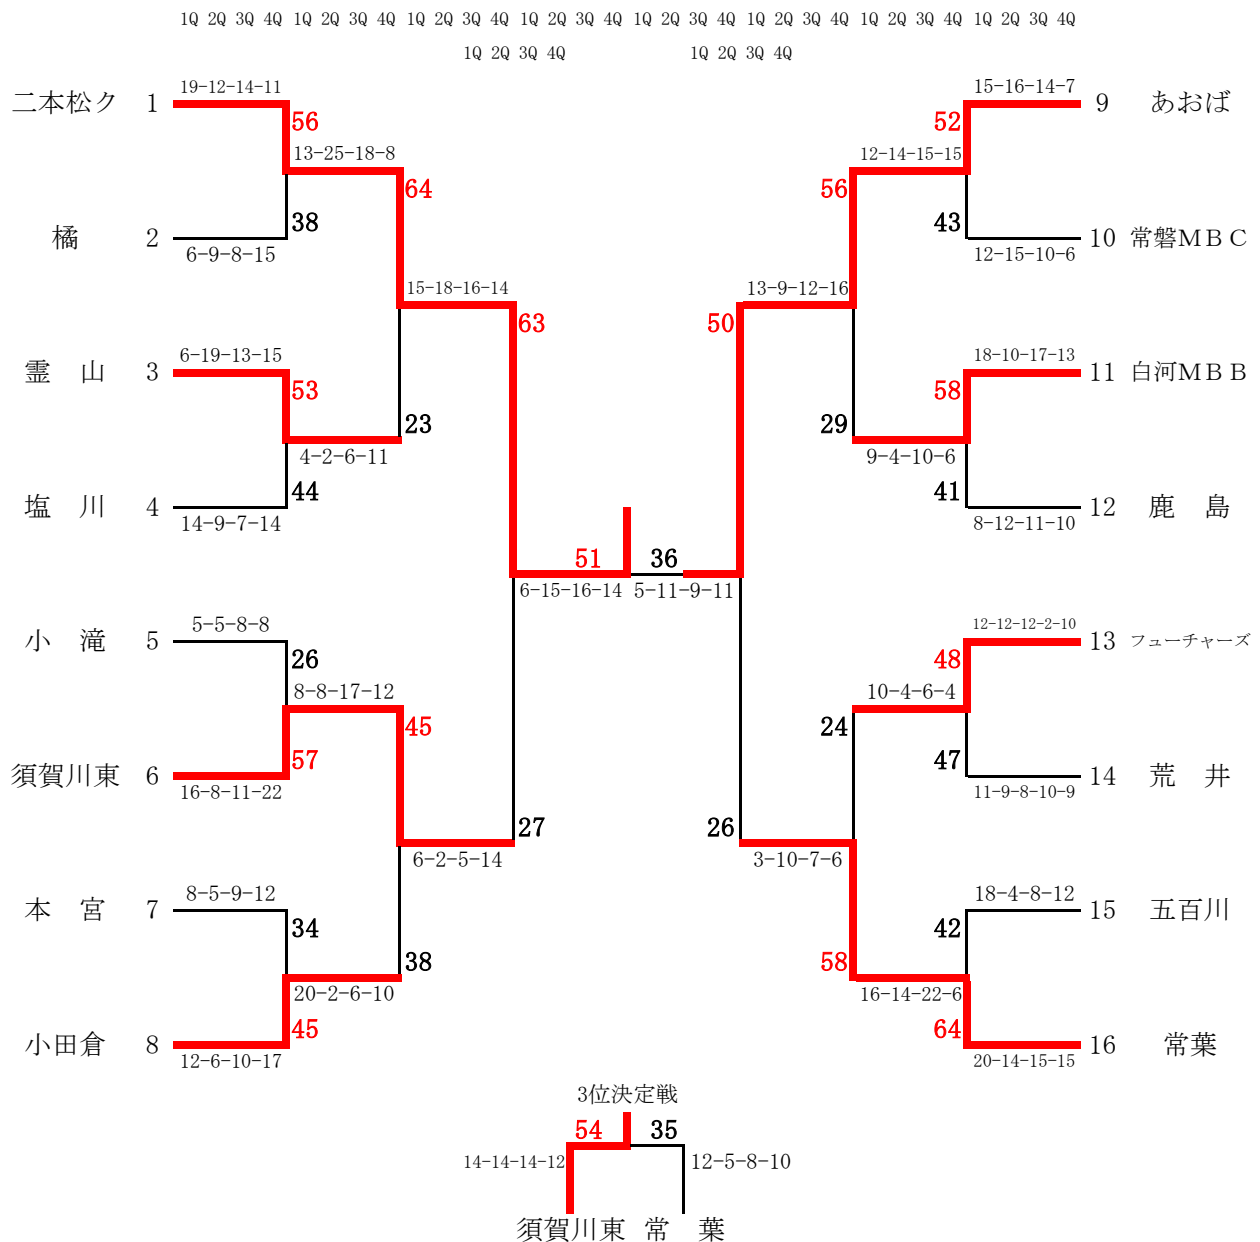 1Q 2Q 3Q 4Q 1Q 2Q 3Q 4Q 1Q 2Q 3Q 4Q 1Q 2Q 3Q 4Q 1Q 2Q 3Q 4Q 1Q 2Q 3Q 4Q 1Q 2Q 3Q 4Q 1Q 2Q 3Q 4Q
1Q 2Q 3Q 4Q 1Q 2Q 3Q 4Q
19-12-14-11 15-16-14-7
二本松ク 1 56 52 9 あおば
13-25-18-8 12-14-15-15
64 56
橘 2 38 43 10 常磐ＭＢＣ
6-9-8-15 12-15-10-6
15-18-16-14 13-9-12-16
63 50
6-19-13-15 18-10-17-13
霊　山 3 53 58 11 白河ＭＢＢ
23 29
4-2-6-11 9-4-10-6
塩　川 4 44 41 12 鹿　島
14-9-7-14 8-12-11-10
51 36
6-15-16-14 5-11-9-11
5-5-8-8 12-12-12-2-10
小　滝 5 26 48 13 フューチャーズ
8-8-17-12 10-4-6-4
45 24
須賀川東 6 57 47 14 荒　井
16-8-11-22 11-9-8-10-9
27 26
6-2-5-14 3-10-7-6
8-5-9-12 18-4-8-12
本　宮 7 34 42 15 五百川
38 58
20-2-6-10 16-14-22-6
小田倉 8 45 64 16 常葉
12-6-10-17 20-14-15-15
3位決定戦
54 35
14-14-14-12 12-5-8-10
須賀川東 常　葉